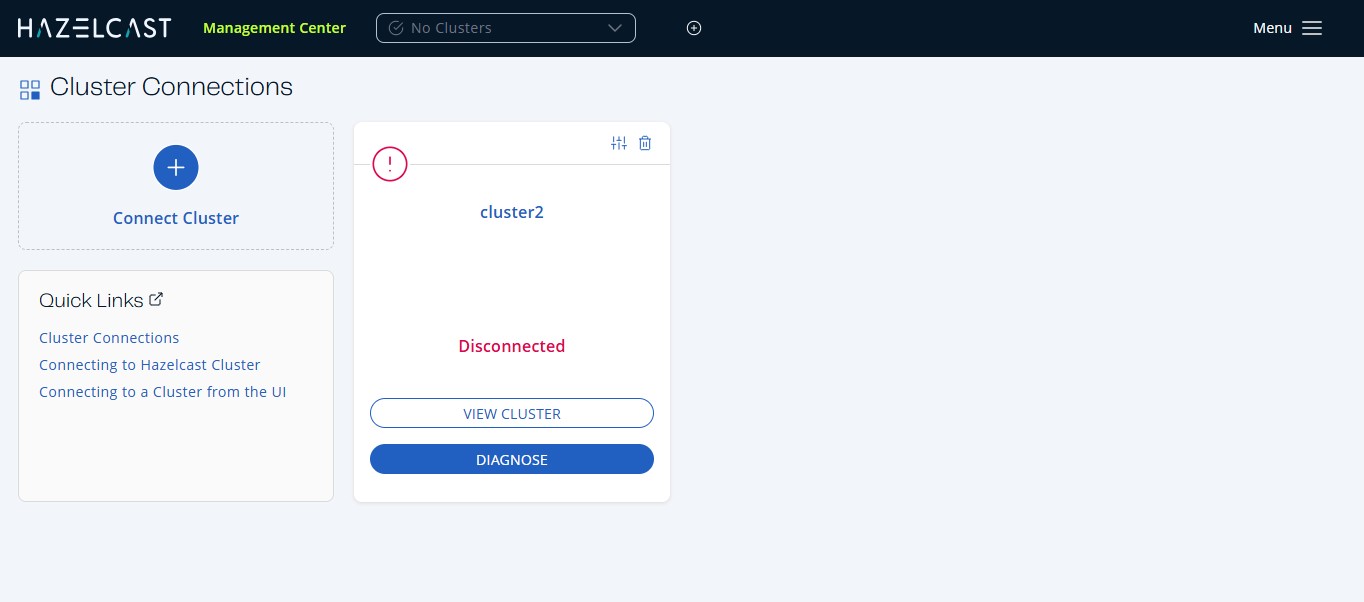 HAZELCAST
Management Center
No Clusters
Menu
Cluster Connections
Connect Cluster
Quick Links
Cluster Connections
Connecting to Hazelcast Cluster
Connecting to a Cluster from the UI
cluster2
Disconnected
VIEW CLUSTER
DIAGNOSE